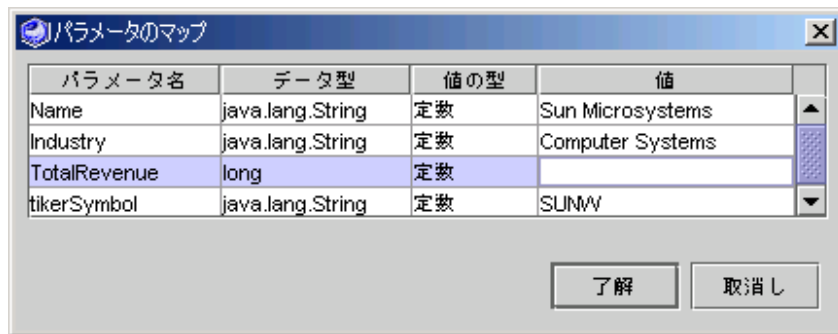 パラメータのマップ
パラメータ名 データ型 値の型 値
Name java.lang.String 定数 Sun Microsystems
Industry java.lang.String 定数 Computer Systems
TotalRevenue long 定数
tikerSymbol java.lang.String 定数 SUNW
了解 取消し